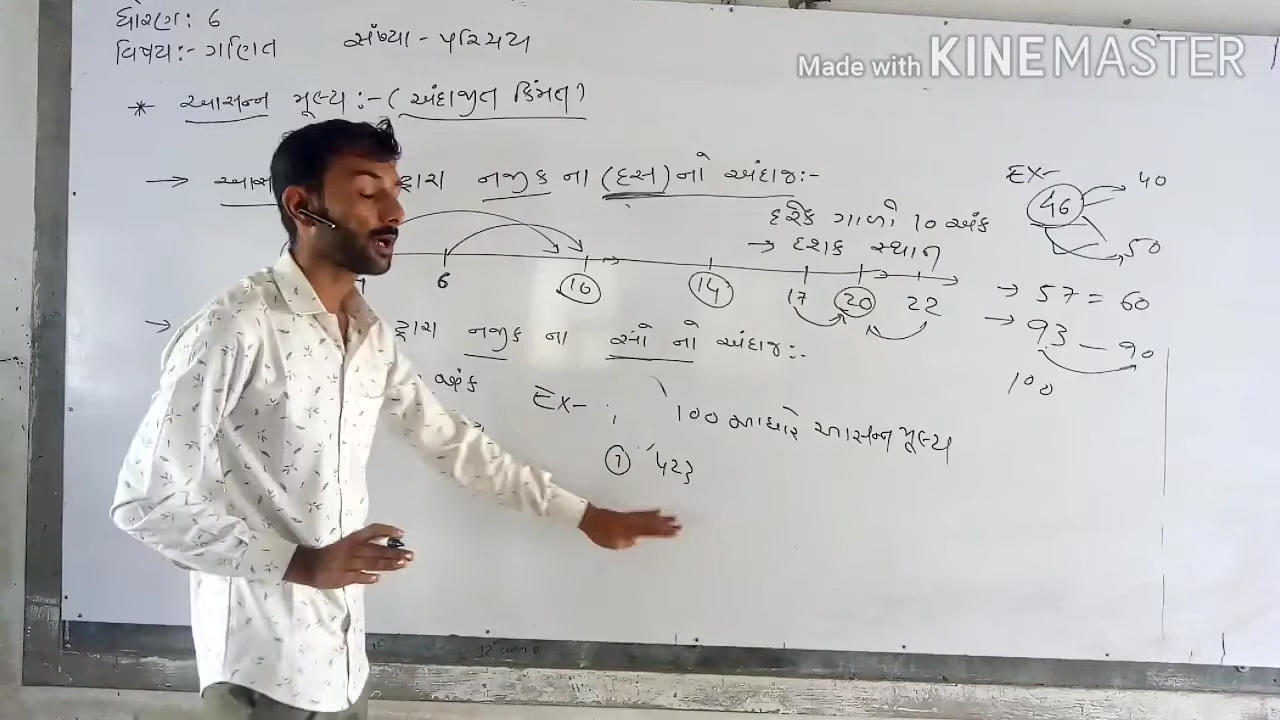 ધોરણ: 6
વિષય:- ગણિત
સંખ્યા - પરિચય
Made with KINEMASTER
* આસન્ન મૂલ્ય :- ( અંદાજીત કિંમત )
→ આસ દ્વારા નજીક ના (દસ) નો અંદાજ :-
દરેક ગાળો 10 અંક
→ દશક સ્થાન
6 10 14 17 20 22
EX-
46 40
50
→ 57 = 60
→ 93 – 90
100
→ દ્વારા નજીક ના સો નો અંદાજ :-
અંક
EX- : 100 આધારે આસન્ન મૂલ્ય
① 423